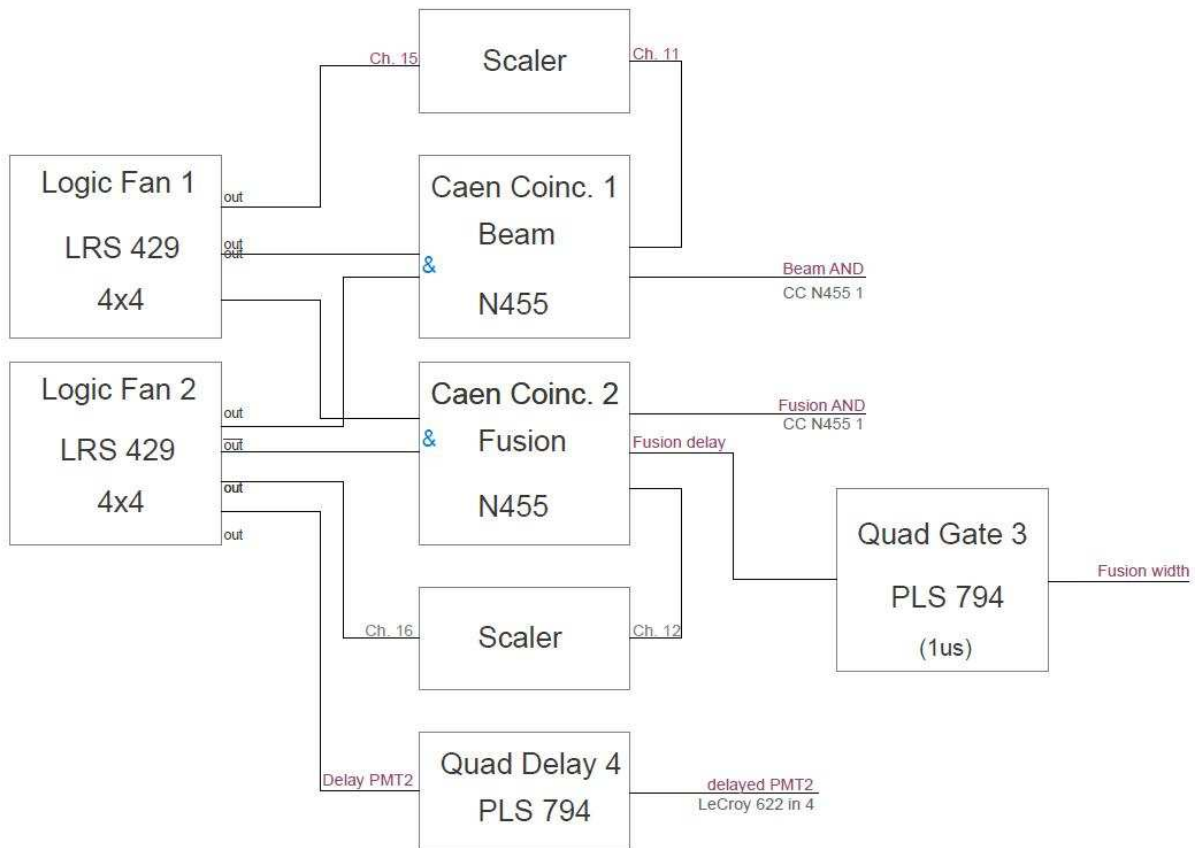 Ch. 15
Scaler
Ch. 11
Logic Fan 1
LRS 429
4x4
out
out
out
Caen Coinc. 1
Beam
&
N455
Beam AND
CC N455 1
Logic Fan 2
LRS 429
4x4
out
out
out
out
Caen Coinc. 2
&
Fusion
N455
Fusion AND
CC N455 1
Fusion delay
Quad Gate 3
PLS 794
(1us)
Fusion width
Ch. 16
Scaler
Ch. 12
Delay PMT2
Quad Delay 4
PLS 794
delayed PMT2
LeCroy 622 in 4